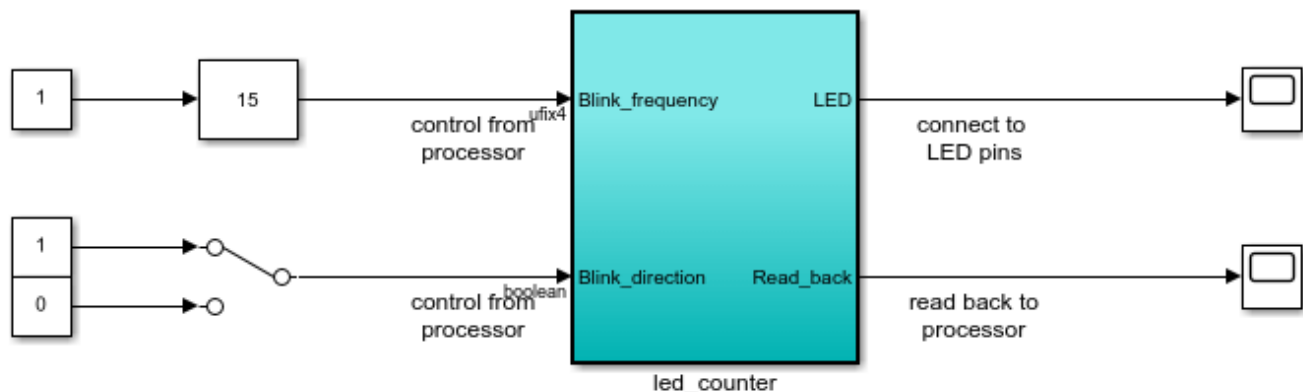 1
15
ufix4
control from
processor
Blink_frequency
LED
connect to
LED pins
1
0
boolean
control from
processor
Blink_direction
Read_back
read back to
processor
led_counter